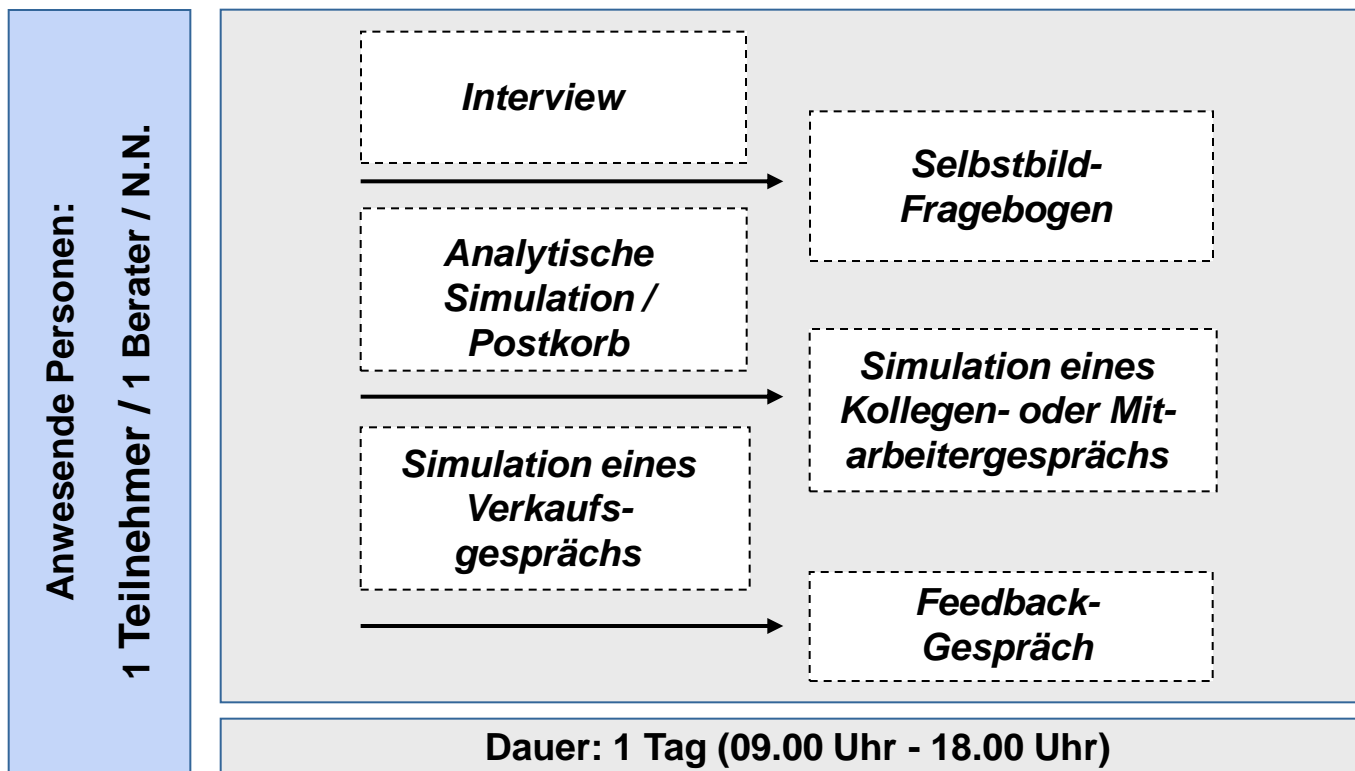 Anwesende Personen:
1 Teilnehmer / 1 Berater / N.N.
Interview
Selbstbild-
Fragebogen
Analytische
Simulation /
Postkorb
Simulation eines
Kollegen- oder Mit-
arbeitergesprächs
Simulation eines
Verkaufs-
gesprächs
Feedback-
Gespräch
Dauer: 1 Tag (09.00 Uhr - 18.00 Uhr)